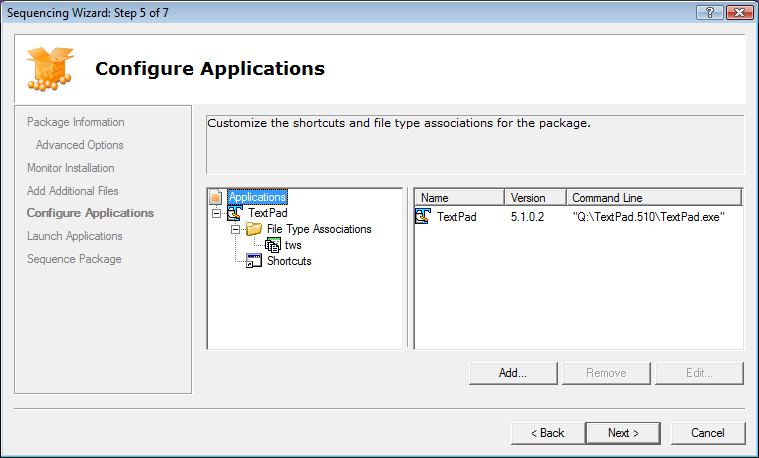 Sequencing Wizard: Step 5 of 7
Configure Applications
Package Information
Advanced Options
Monitor Installation
Add Additional Files
Configure Applications
Launch Applications
Sequence Package
Customize the shortcuts and file type associations for the package.
Applications
TextPad
File Type Associations
tws
Shortcuts
Name Version Command Line
TextPad 5.1.0.2 "Q:\TextPad.510\TextPad.exe"
Add... Remove Edit...
< Back Next > Cancel